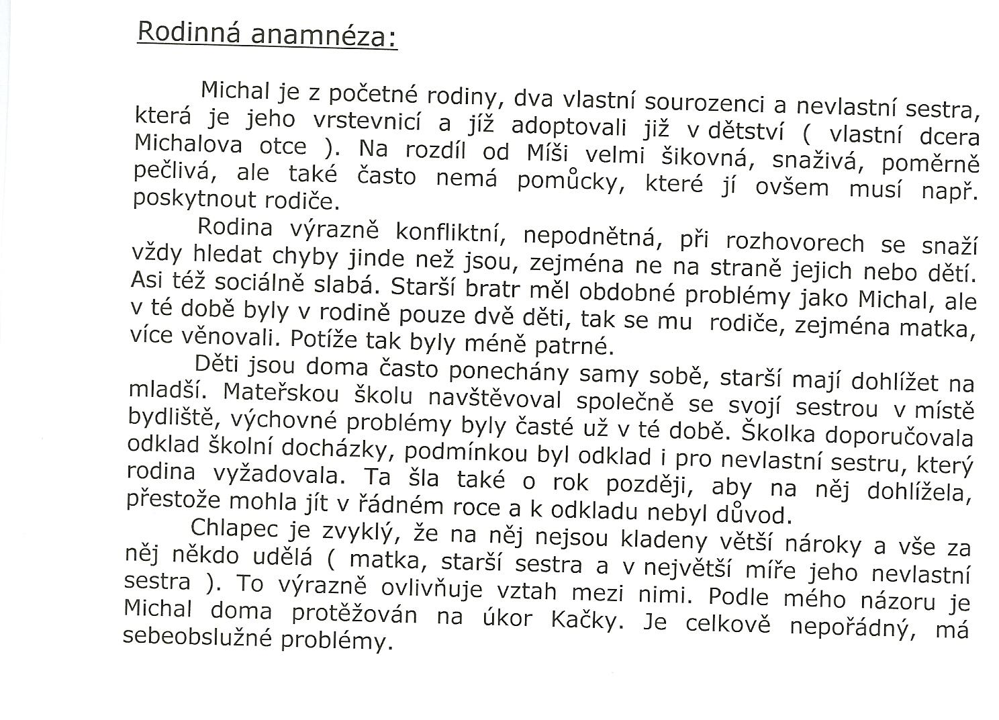 Rodinná anamnéza:
Michal je z početné rodiny, dva vlastní sourozenci a nevlastní sestra,
která je jeho vrstevnicí a jíž adoptovali již v dětství ( vlastní dcera
Michalova otce ). Na rozdíl od Míši velmi šikovná, snaživá, poměrně
pečlivá, ale také často nemá pomůcky, které jí ovšem musí např.
poskytnout rodiče.
Rodina výrazně konfliktní, nepodnětná, při rozhovorech se snaží
vždy hledat chyby jinde než jsou, zejména ne na straně jejich nebo dětí.
Asi též sociálně slabá. Starší bratr měl obdobné problémy jako Michal, ale
v té době byly v rodině pouze dvě děti, tak se mu  rodiče, zejména matka,
více věnovali. Potíže tak byly méně patrné.
Děti jsou doma často ponechány samy sobě, starší mají dohlížet na
mladší. Mateřskou školu navštěvoval společně se svojí sestrou v místě
bydliště, výchovné problémy byly časté už v té době. Školka doporučovala
odklad školní docházky, podmínkou byl odklad i pro nevlastní sestru, který
rodina vyžadovala. Ta šla také o rok později, aby na něj dohlížela,
přestože mohla jít v řádném roce a k odkladu nebyl důvod.
Chlapec je zvyklý, že na něj nejsou kladeny větší nároky a vše za
něj někdo udělá ( matka, starší sestra a v největší míře jeho nevlastní
sestra ). To výrazně ovlivňuje vztah mezi nimi. Podle mého názoru je
Michal doma protěžován na úkor Kačky. Je celkově nepořádný, má
sebeobslužné problémy.